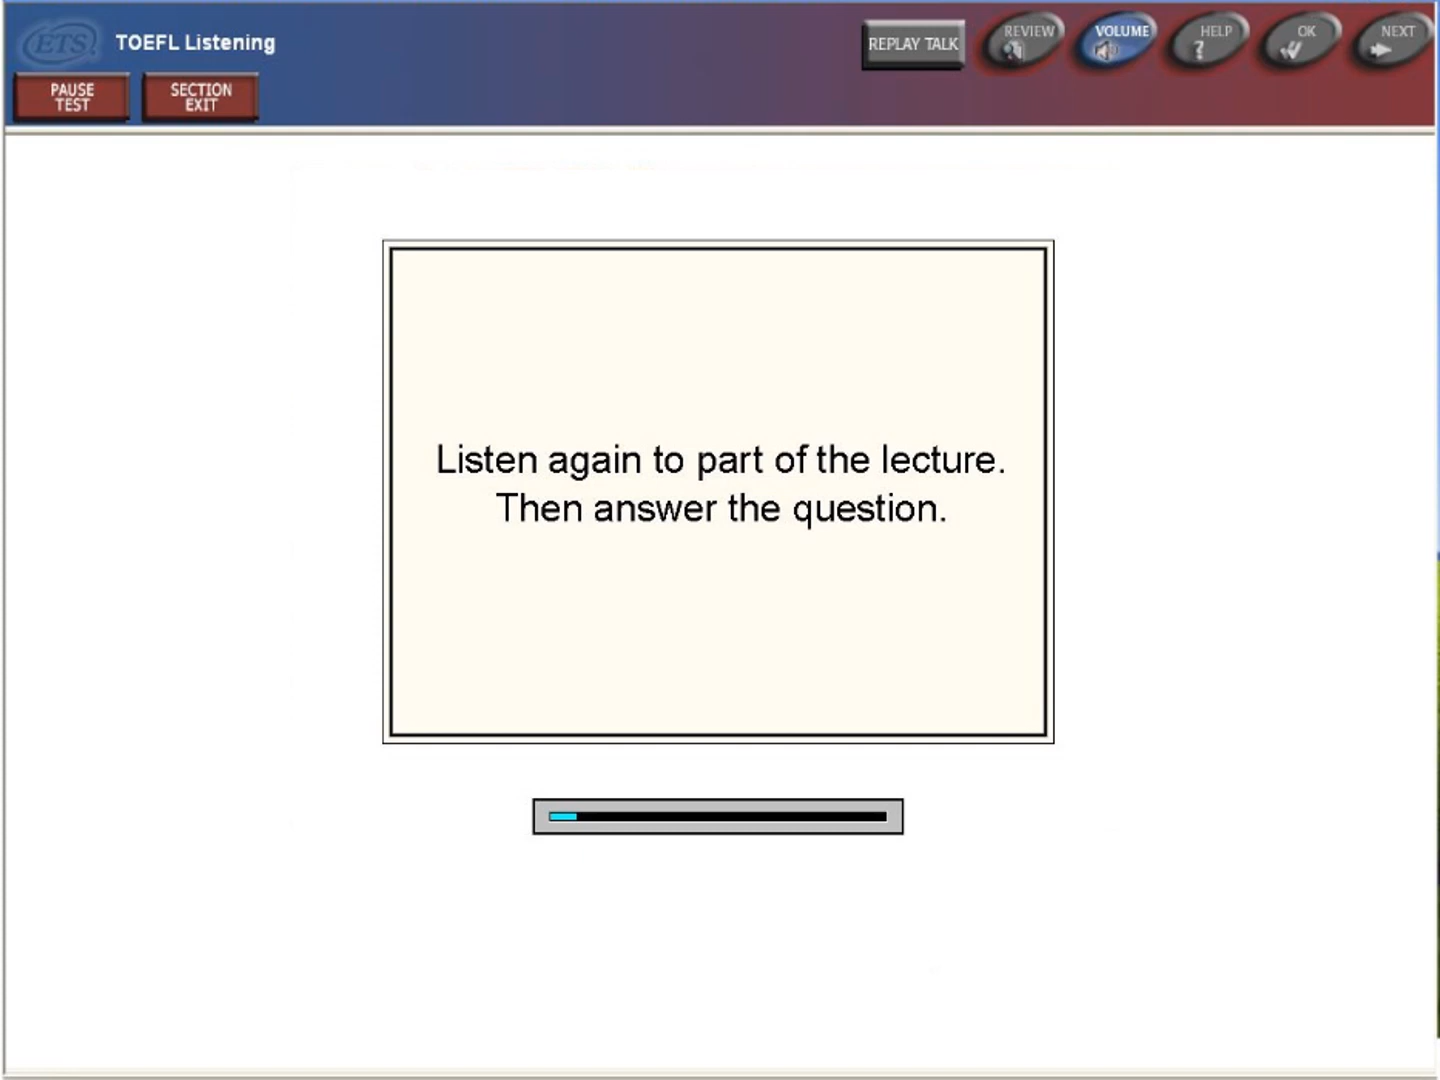 ETS
TOEFL Listening
REPLAY TALK
REVIEW
VOLUME
HELP
?
OK
NEXT
PAUSE
TEST
SECTION
EXIT
Listen again to part of the lecture.
Then answer the question.